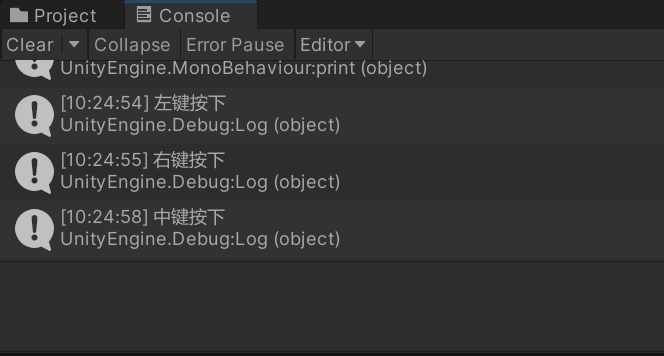 Project
Console
Clear
Collapse
Error Pause
Editor
UnityEngine.MonoBehaviour:print (object)
[10:24:54] 左键按下
UnityEngine.Debug:Log (object)
[10:24:55] 右键按下
UnityEngine.Debug:Log (object)
[10:24:58] 中键按下
UnityEngine.Debug:Log (object)